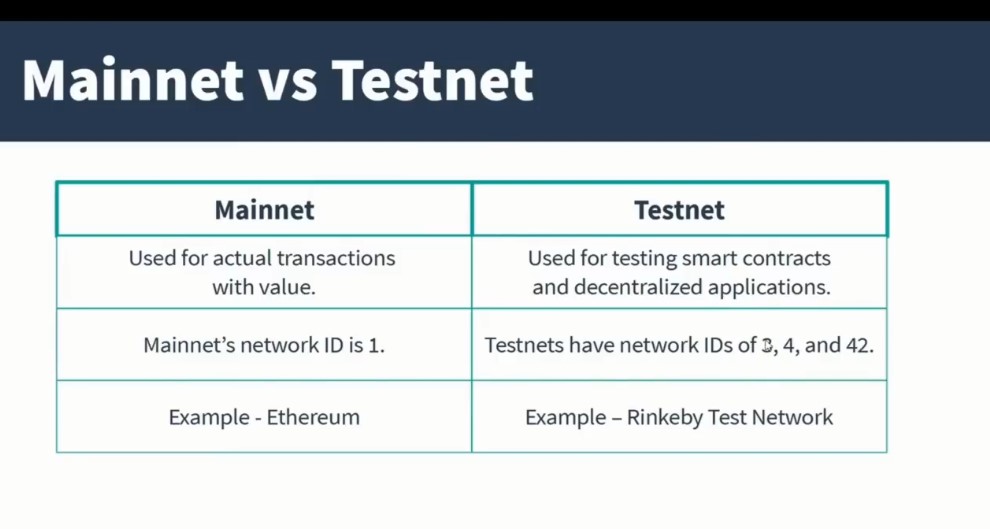 Mainnet vs Testnet
Mainnet
Testnet
Used for actual transactions
with value.
Used for testing smart contracts
and decentralized applications.
Mainnet’s network ID is 1.
Testnets have network IDs of 3, 4, and 42.
Example - Ethereum
Example – Rinkeby Test Network